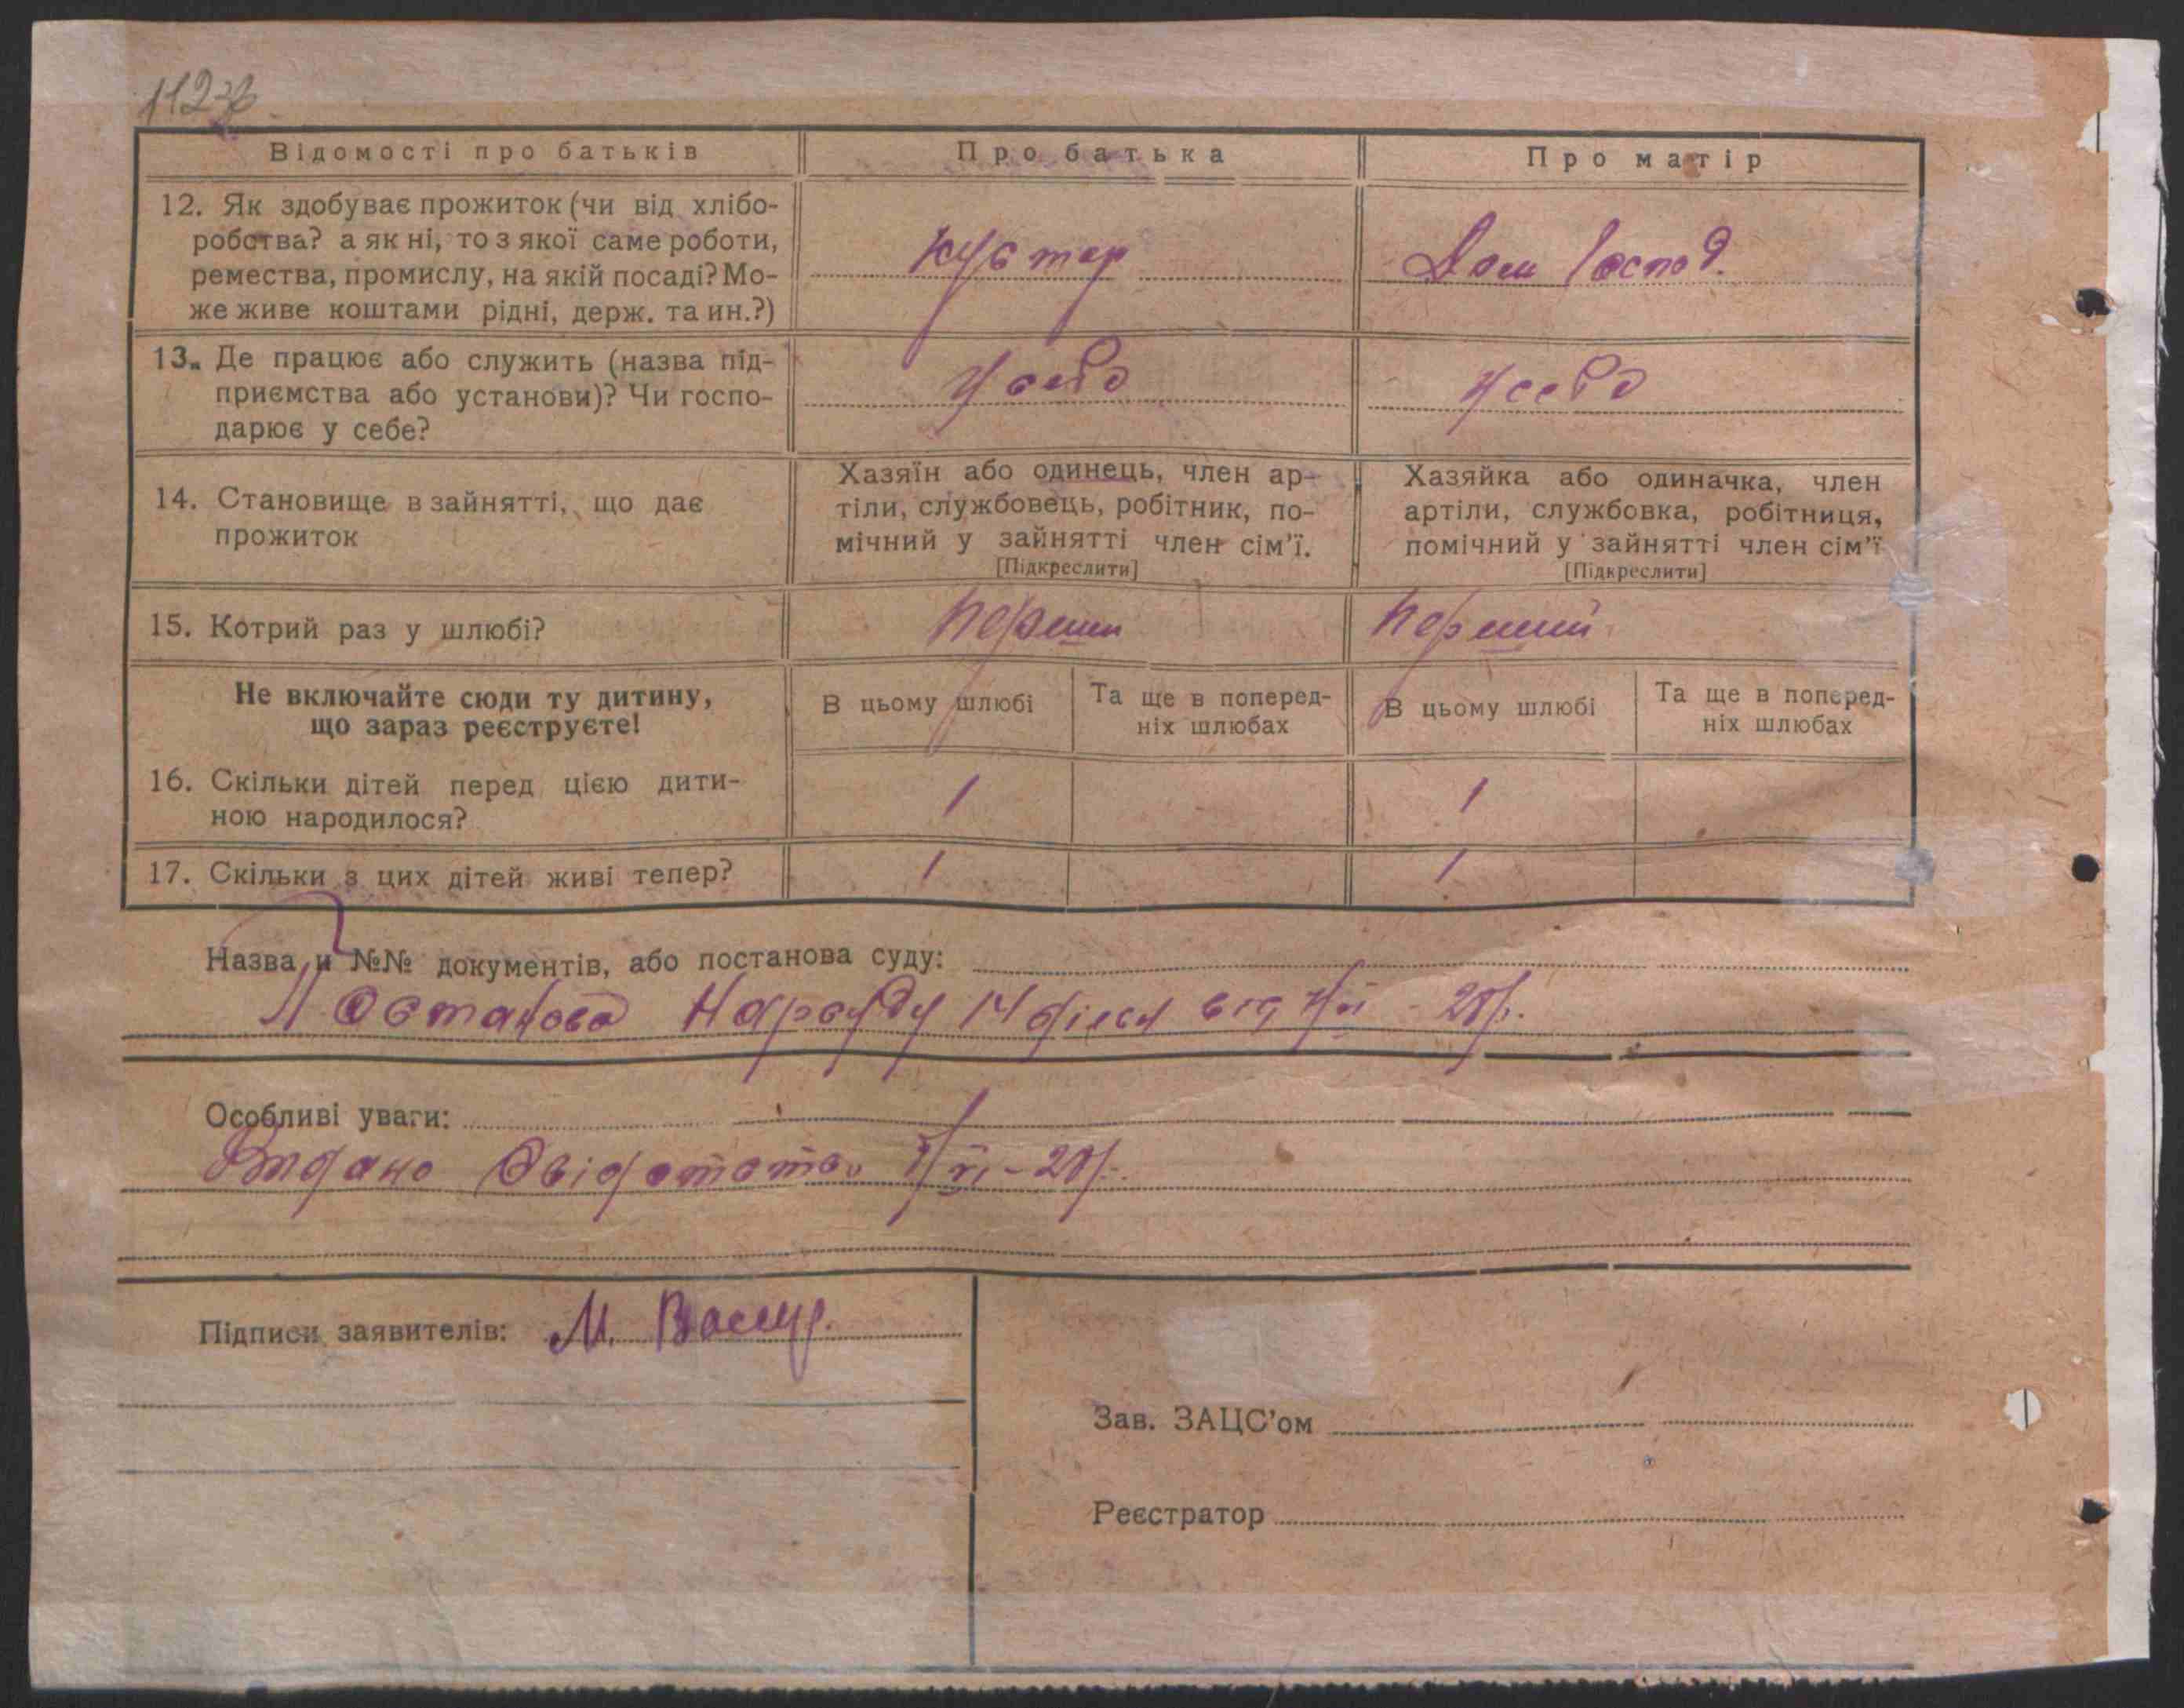 Відомості про батьків
Про батька
Про матір
12. Як здобуває прожиток (чи від хлібо-
робства? а як ні, то з якої саме роботи,
ремества, промислу, на якій посаді? Мо-
же живе коштами рідні, держ. та ин.?)
Кустар
Дом господ.
13. Де працює або служить (назва під-
приємства або установи)? Чи госпо-
дарює у себе?
У себе
У себе
14. Становище в зайнятті, що дає
прожиток
Хазяїн або одинець, член ар-
тіли, службовець, робітник, по-
мічний у зайнятті член сім'ї.
[Підкреслити]
Хазяйка або одиначка, член
артіли, службовка, робітниця,
помічний у зайнятті член сім'ї
[Підкреслити]
15. Котрий раз у шлюбі?
Перший
Перший
Не включайте сюди ту дитину,
що зараз реєструєте!
В цьому шлюбі
Та ще в поперед-
ніх шлюбах
В цьому шлюбі
Та ще в поперед-
ніх шлюбах
16. Скільки дітей перед цією дити-
ною народилося?
1
1
17. Скільки з цих дітей живі тепер?
1
1
Назва и №№ документів, або постанова суду:
Постанова Нарсуду 14 від
Особливі уваги:
Видано
Підписи заявителів: М.
Зав. ЗАЦС'ом
Реєстратор